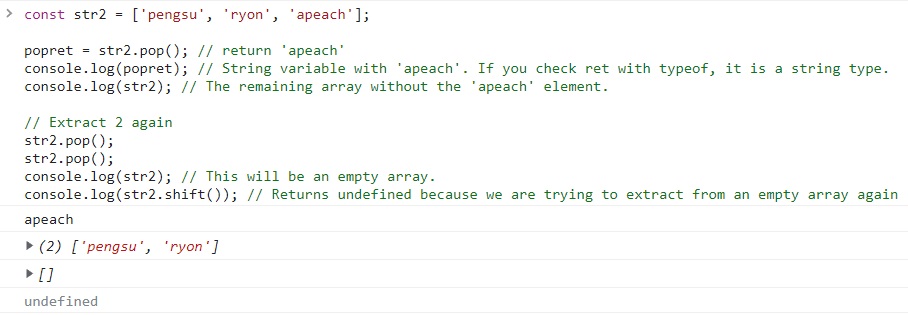 const str2 = ['pengsu', 'ryon', 'apeach'];
popret = str2.pop(); // return 'apeach'
console.log(popret); // String variable with 'apeach'. If you check ret with typeof, it is a string type.
console.log(str2); // The remaining array without the 'apeach' element.
// Extract 2 again
str2.pop();
str2.pop();
console.log(str2); // This will be an empty array.
console.log(str2.shift()); // Returns undefined because we are trying to extract from an empty array again
apeach
(2) ['pengsu', 'ryon']
[]
undefined